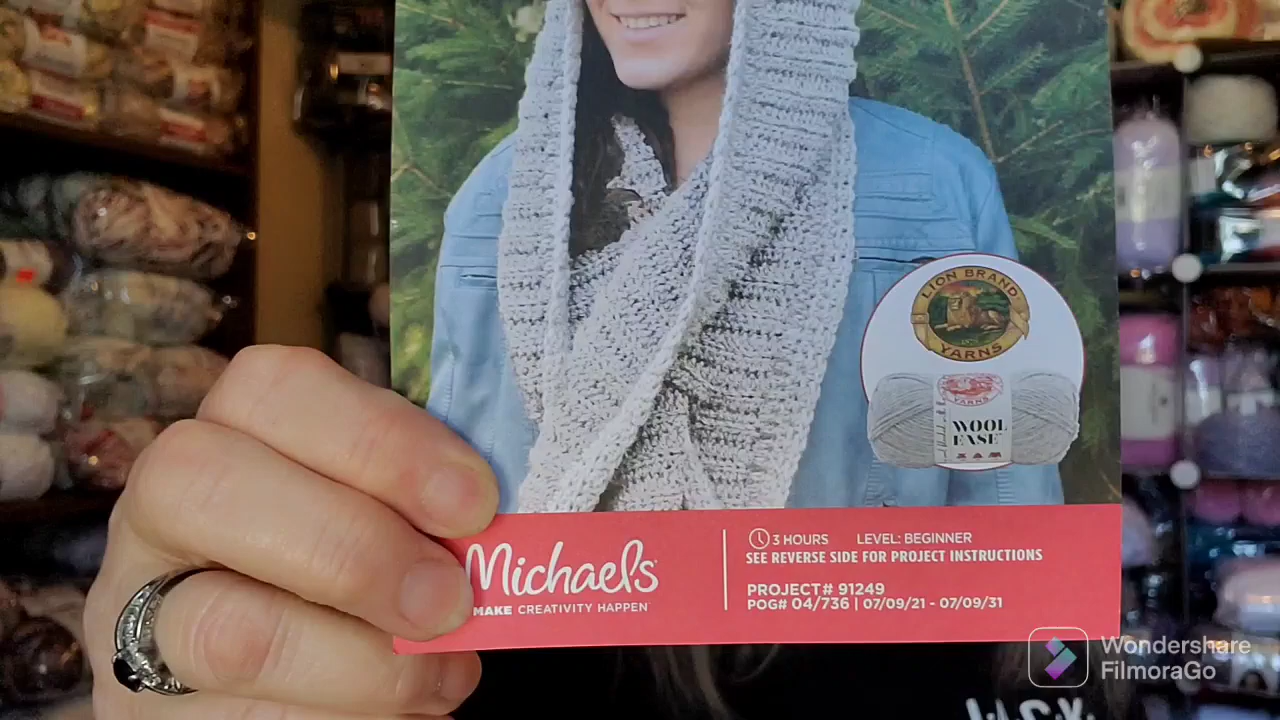 LION BRAND
YARNS
YARNS
WOOL
EASE
Michaels
MAKE CREATIVITY HAPPEN
3 HOURS LEVEL: BEGINNER
SEE REVERSE SIDE FOR PROJECT INSTRUCTIONS
PROJECT# 91249
POG# 04/736 | 07/09/21 - 07/09/31
Wondershare
FilmoraGo